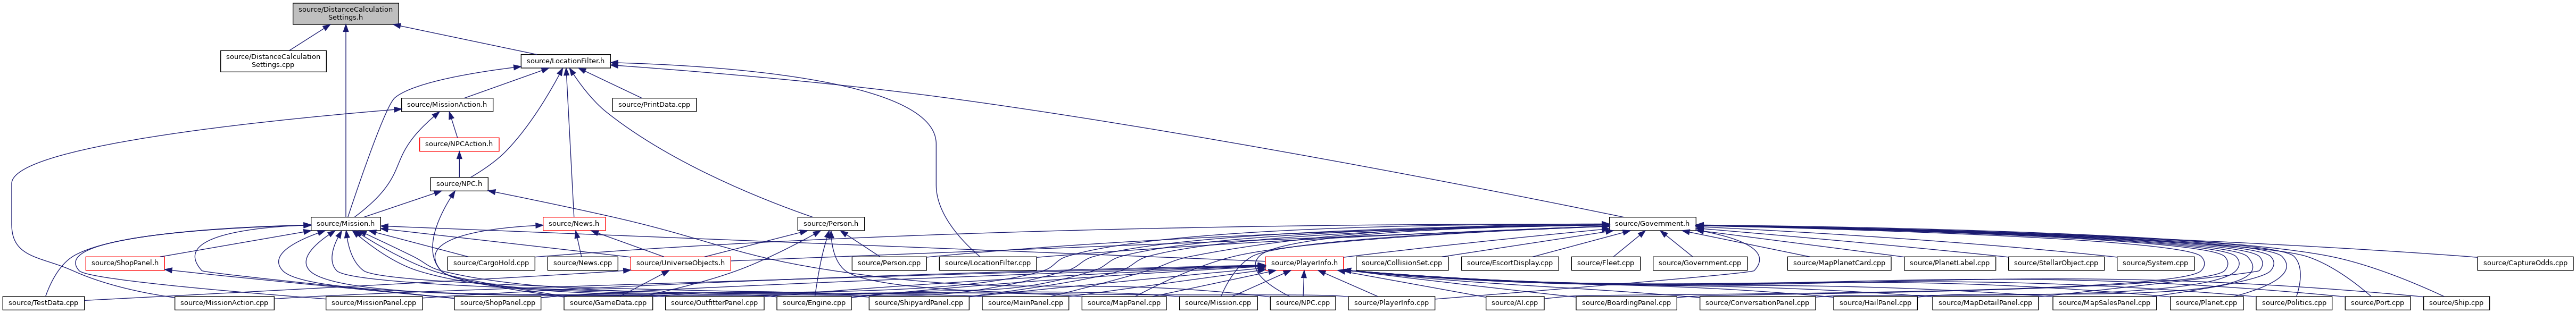 source/DistanceCalculation
Settings.h
source/DistanceCalculation
Settings.cpp
source/LocationFilter.h
source/MissionAction.h
source/PrintData.cpp
source/NPCAction.h
source/NPC.h
source/Mission.h
source/News.h
source/Person.h
source/Government.h
source/ShopPanel.h
source/CargoHold.cpp
source/News.cpp
source/UniverseObjects.h
source/Person.cpp
source/LocationFilter.cpp
source/PlayerInfo.h
source/CollisionSet.cpp
source/EscortDisplay.cpp
source/Fleet.cpp
source/Government.cpp
source/MapPlanetCard.cpp
source/PlanetLabel.cpp
source/StellarObject.cpp
source/System.cpp
source/CaptureOdds.cpp
source/TestData.cpp
source/MissionAction.cpp
source/MissionPanel.cpp
source/ShopPanel.cpp
source/GameData.cpp
source/OutfitterPanel.cpp
source/Engine.cpp
source/ShipyardPanel.cpp
source/MainPanel.cpp
source/MapPanel.cpp
source/Mission.cpp
source/NPC.cpp
source/PlayerInfo.cpp
source/AI.cpp
source/BoardingPanel.cpp
source/ConversationPanel.cpp
source/HailPanel.cpp
source/MapDetailPanel.cpp
source/MapSalesPanel.cpp
source/Planet.cpp
source/Politics.cpp
source/Port.cpp
source/Ship.cpp